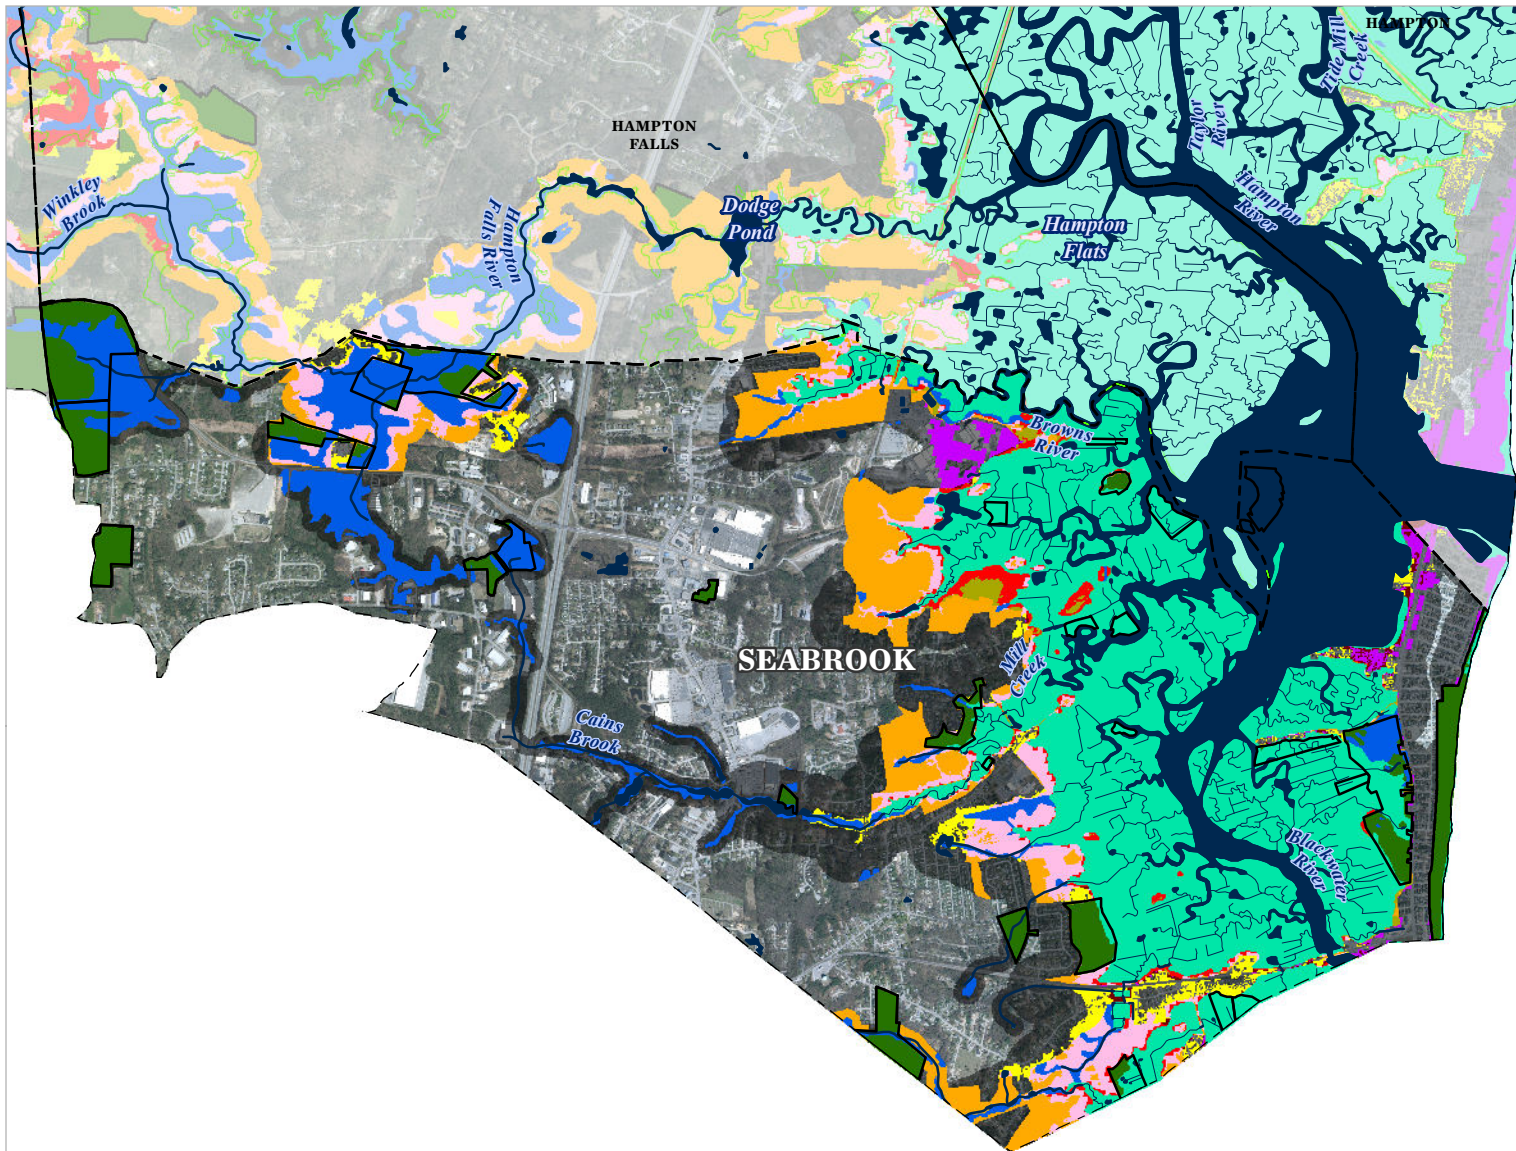 HAMPTON
Tide Mill
Creek
HAMPTON
FALLS
Taylor
River
Winkley
Brook
Hampton
Falls River
Dodge
Pond
Hampton
River
Hampton
Flats
Browns
River
SEABROOK
Mill
Creek
Cains
Brook
Blackwater
River